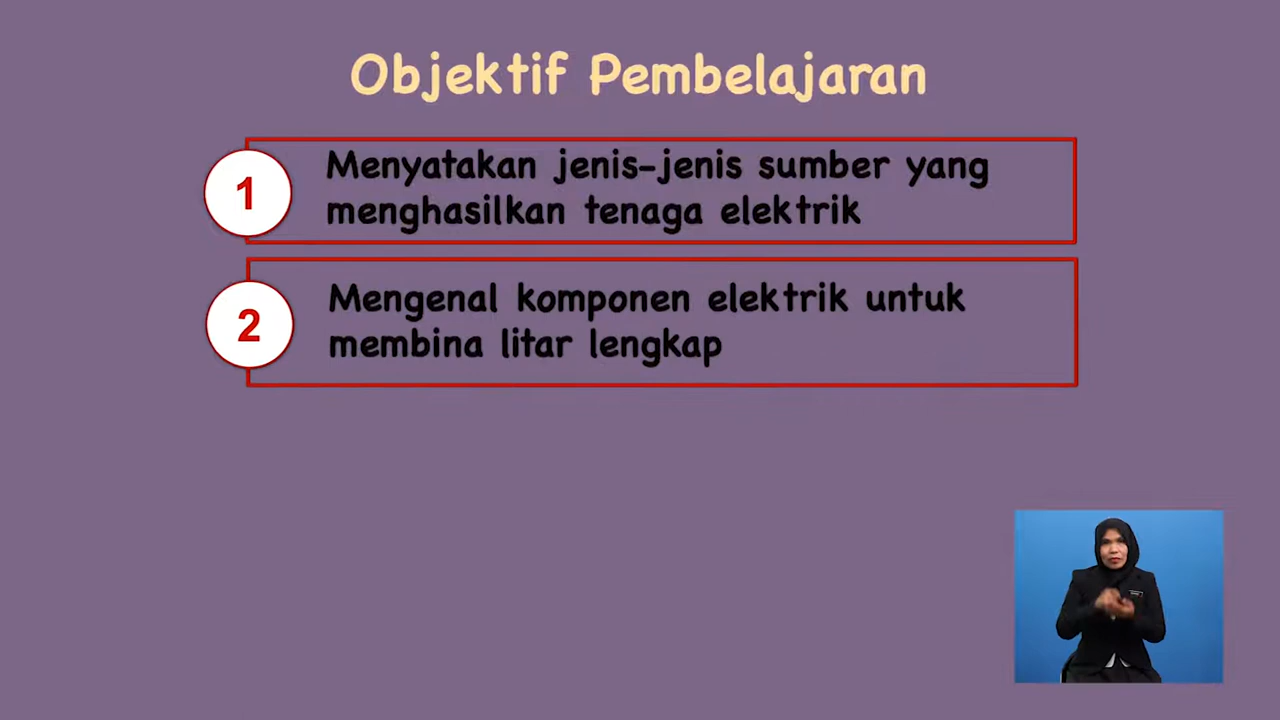 Objektif Pembelajaran
1
Menyatakan jenis-jenis sumber yang
menghasilkan tenaga elektrik
2
Mengenal komponen elektrik untuk
membina litar lengkap